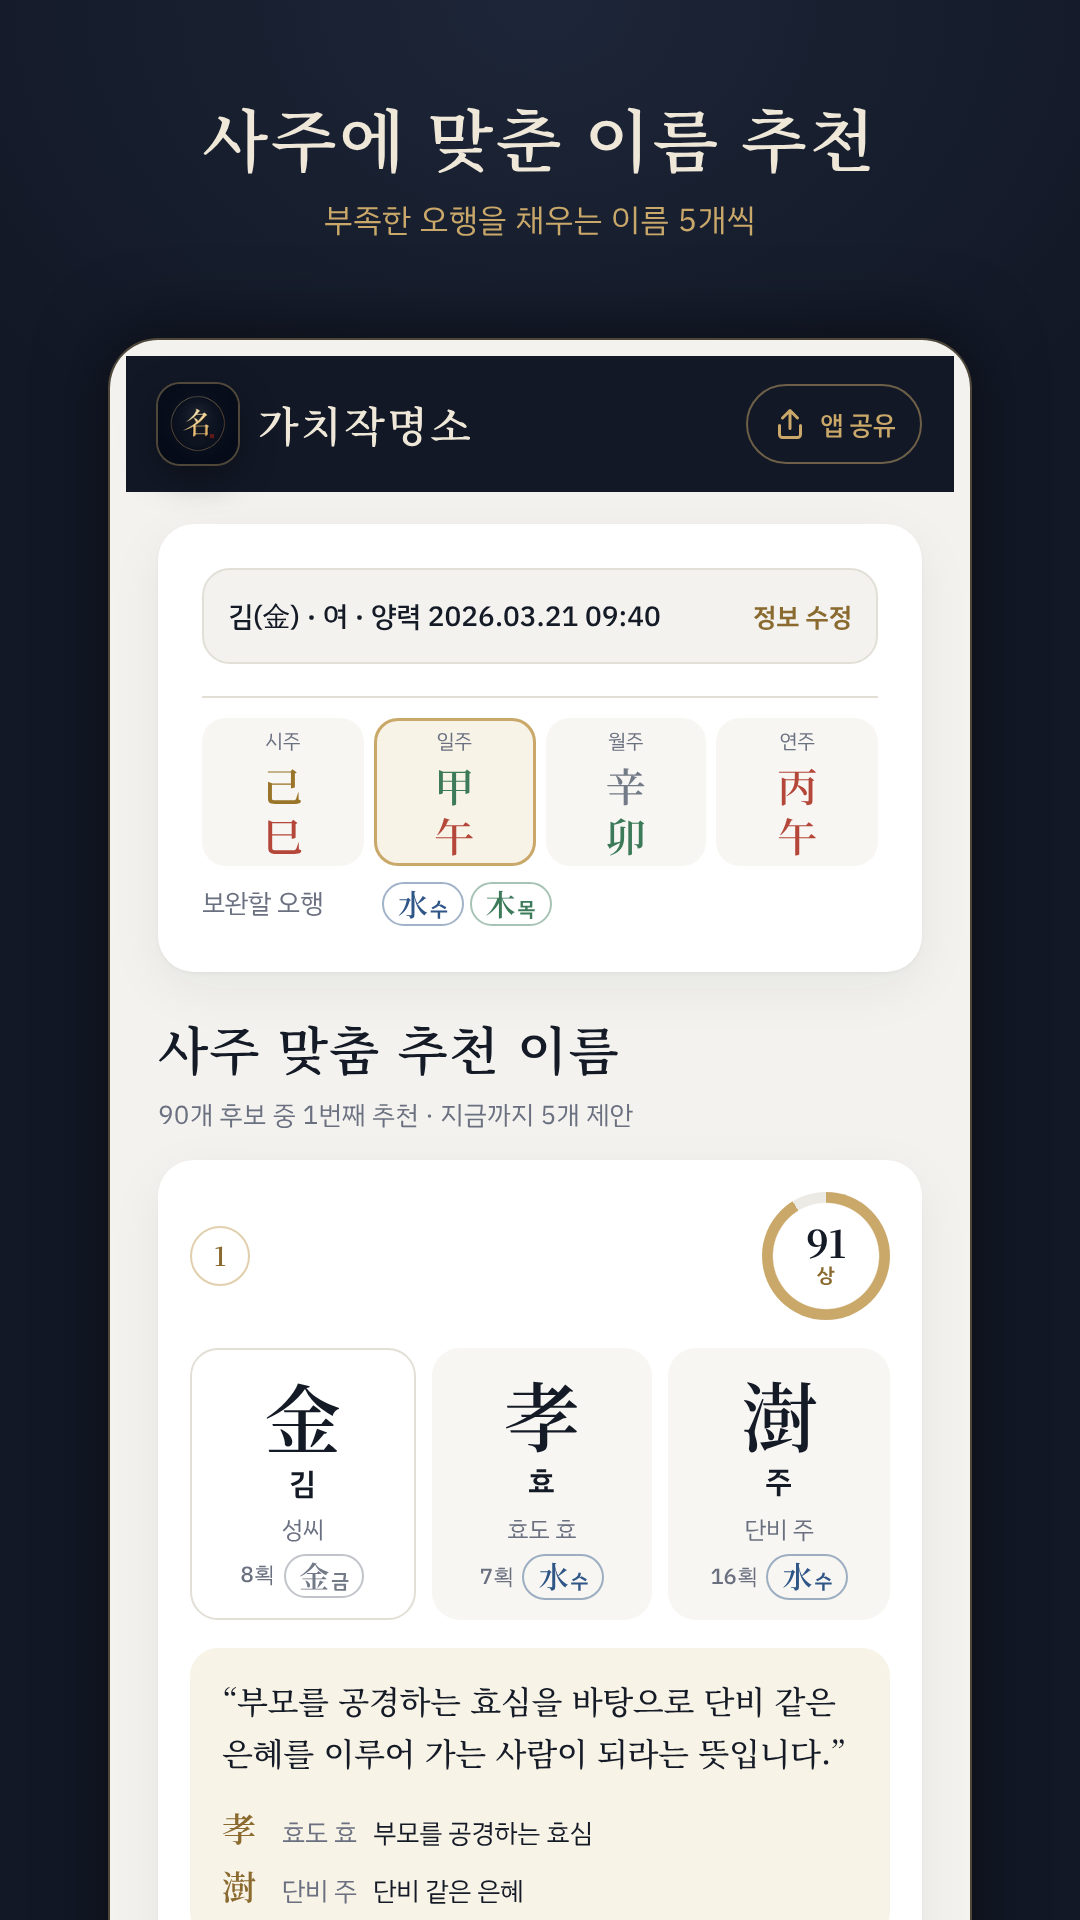 사주에 맞춘 이름 추천
부족한 오행을 채우는 이름 5개씩
名 가치작명소 앱 공유
김(金) · 여 · 양력 2026.03.21 09:40 정보 수정
시주 일주 월주 연주
己 甲 辛 丙
巳 午 卯 午
보완할 오행 水수 木목
사주 맞춤 추천 이름
90개 후보 중 1번째 추천 · 지금까지 5개 제안
1 91
상
金 孝 澍
김 효 주
성씨 효도 효 단비 주
8획 金금 7획 水수 16획 水수
“부모를 공경하는 효심을 바탕으로 단비 같은
은혜를 이루어 가는 사람이 되라는 뜻입니다.”
孝 효도 효 부모를 공경하는 효심
澍 단비 주 단비 같은 은혜